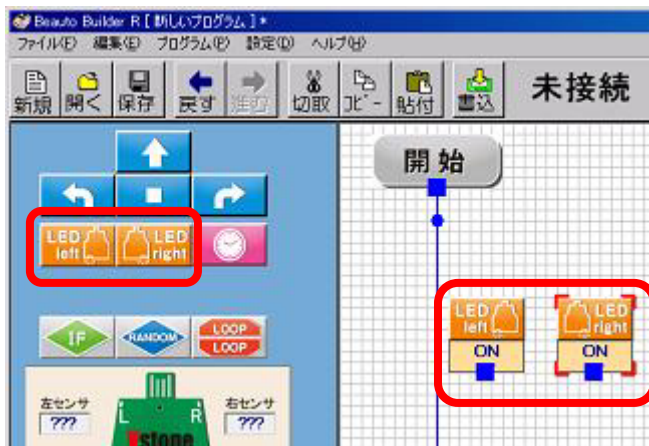 Beauto Builder R [ 新しいプログラム ] *
ファイル(F) 編集(E) プログラム(P) 設定(O) ヘルプ(H)
新規 開く 保存 戻す 進む 切取 コピー 貼付 書込 未接続
開始
LED left LED right
LED left LED right
ON ON
IF RANDOM LOOP LOOP
左センサ 右センサ
??? L R ???
Vstone